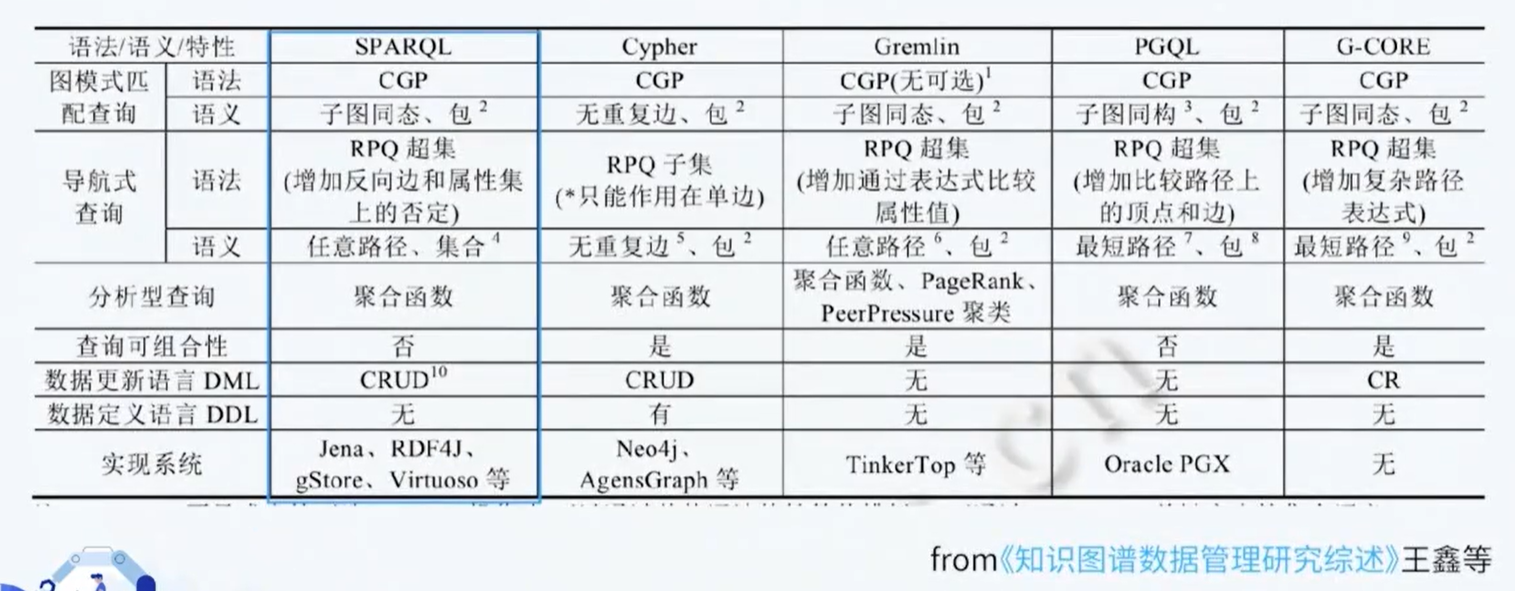 语法/语义/特性 SPARQL Cypher Gremlin PGQL G-CORE
图模式匹配查询 语法 CGP CGP CGP(无可选)1 CGP CGP
语义 子图同态、包2 无重复边、包2 子图同态、包2 子图同构3、包2 子图同态、包2
导航式查询 语法 RPQ 超集(增加反向边和属性集上的否定) RPQ 子集(*只能作用在单边) RPQ 超集(增加通过表达式比较属性值) RPQ 超集(增加比较路径上的顶点和边) RPQ 超集(增加复杂路径表达式)
语义 任意路径、集合4 无重复边5、包2 任意路径6、包2 最短路径7、包8 最短路径9、包2
分析型查询 聚合函数 聚合函数 聚合函数、PageRank、PeerPressure 聚类 聚合函数 聚合函数
查询可组合性 否 是 是 否 是
数据更新语言 DML CRUD10 CRUD 无 无 CR
数据定义语言 DDL 无 有 无 无 无
实现系统 Jena、RDF4J、gStore、Virtuoso 等 Neo4j、AgensGraph 等 TinkerTop 等 Oracle PGX 无
from《知识图谱数据管理研究综述》王鑫等